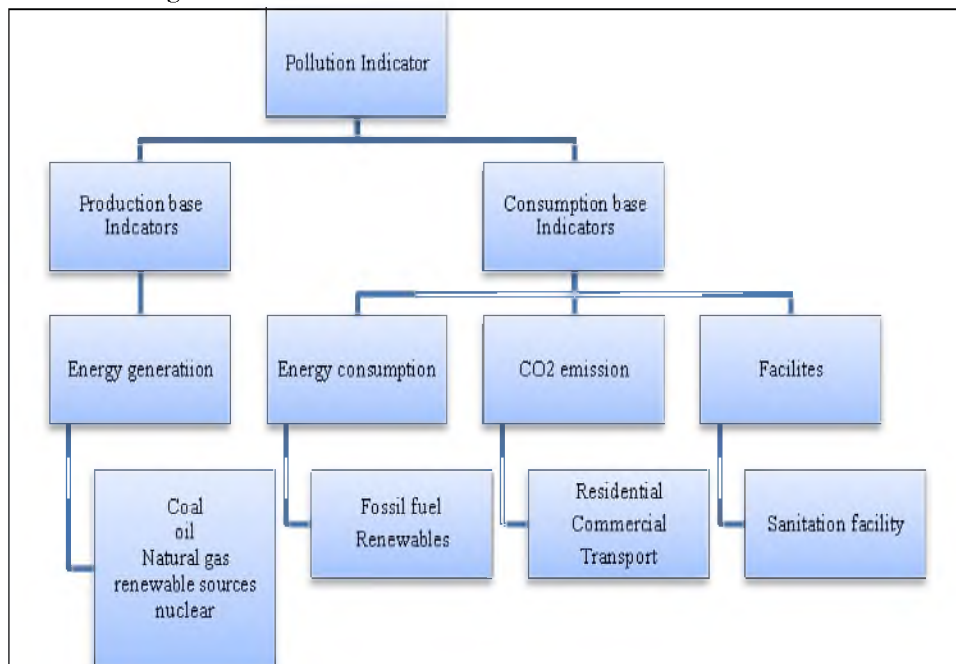 Pollution Indicator
Production base
Indcators
Consumption base
Indicators
Energy generatiion
Energy consumption
CO2 emission
Facilites
Coal
oil
Natural gas
renewable sources
nuclear
Fossil fuel
Renewables
Residential
Commercial
Transport
Sanitation facility